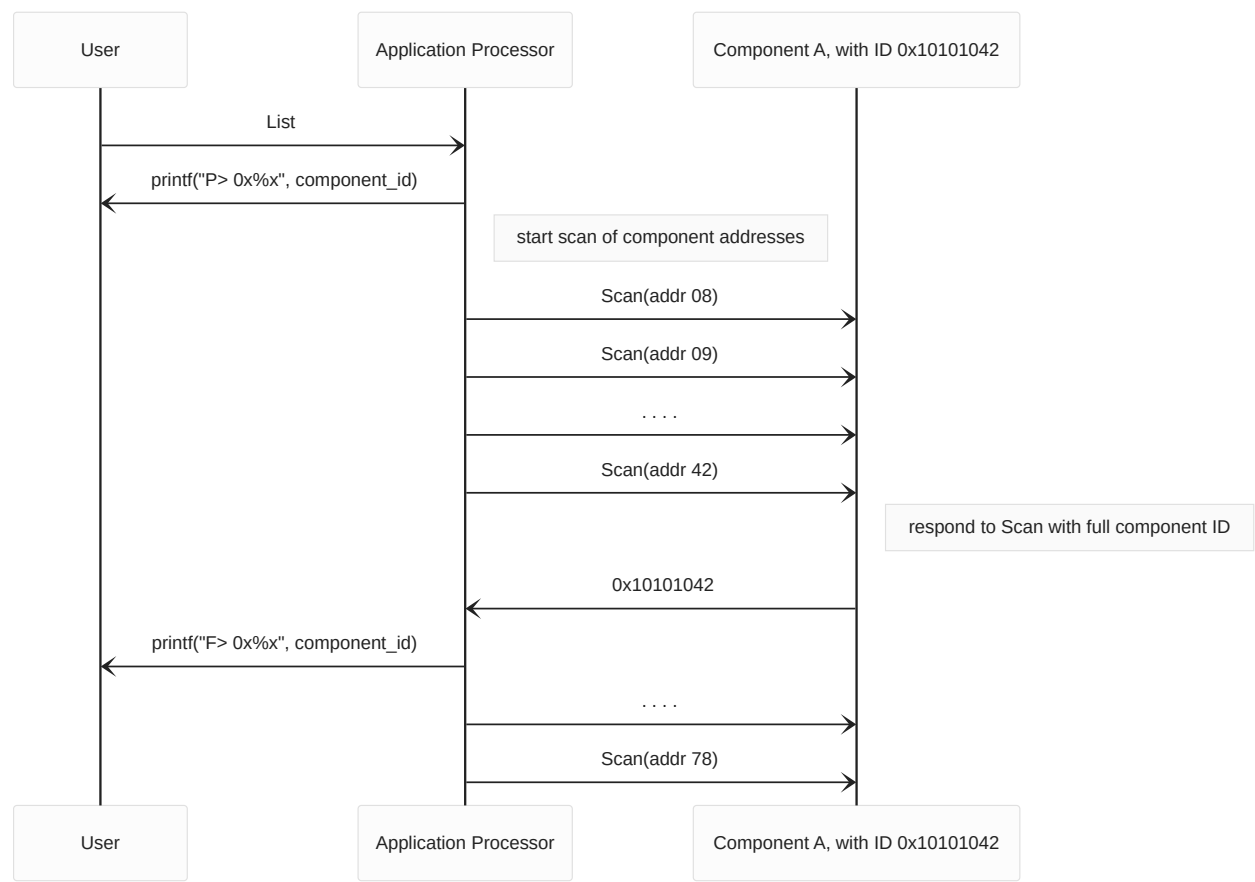 User
Application Processor
Component A, with ID 0x10101042
List
printf("P> 0x%x", component_id)
start scan of component addresses
Scan(addr 08)
Scan(addr 09)
. . . .
Scan(addr 42)
respond to Scan with full component ID
0x10101042
printf("F> 0x%x", component_id)
. . . .
Scan(addr 78)
User
Application Processor
Component A, with ID 0x10101042